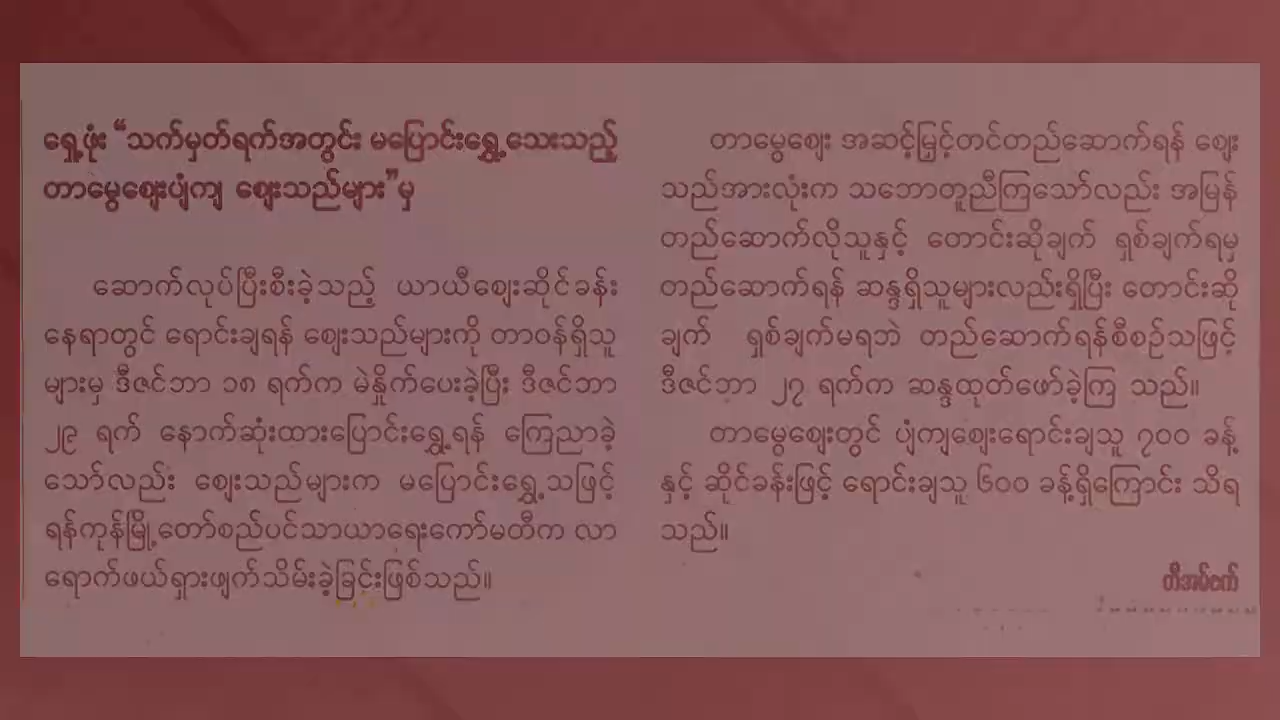 ရှေ့ဖုံး “သက်မှတ်ရက်အတွင်း မပြောင်းရွှေ့သေးသည့်
တာမွေဈေးပျံကျ ဈေးသည်များ”မှ
ဆောက်လုပ်ပြီးစီးခဲ့သည့် ယာယီဈေးဆိုင်ခန်း
နေရာတွင် ရောင်းချရန် ဈေးသည်များကို တာဝန်ရှိသူ
များမှ ဒီဇင်ဘာ ၁၈ ရက်က မဲနှိုက်ပေးခဲ့ပြီး ဒီဇင်ဘာ
၂၉ ရက် နောက်ဆုံးထားပြောင်းရွှေ့ရန် ကြေညာခဲ့
သော်လည်း ဈေးသည်များက မပြောင်းရွှေ့သဖြင့်
ရန်ကုန်မြို့တော်စည်ပင်သာယာရေးကော်မတီက လာ
ရောက်ဖယ်ရှားဖျက်သိမ်းခဲ့ခြင်းဖြစ်သည်။
တာမွေဈေး အဆင့်မြှင့်တင်တည်ဆောက်ရန် ဈေး
သည်အားလုံးက သဘောတူညီကြသော်လည်း အမြန်
တည်ဆောက်လိုသူနှင့် တောင်းဆိုချက် ရှစ်ချက်ရမှ
တည်ဆောက်ရန် ဆန္ဒရှိသူများလည်းရှိပြီး တောင်းဆို
ချက် ရှစ်ချက်မရဘဲ တည်ဆောက်ရန်စီစဉ်သဖြင့်
ဒီဇင်ဘာ ၂၇ ရက်က ဆန္ဒထုတ်ဖော်ခဲ့ကြ သည်။
တာမွေဈေးတွင် ပျံကျဈေးရောင်းချသူ ၇၀၀ ခန့်
နှင့် ဆိုင်ခန်းဖြင့် ရောင်းချသူ ၆၀၀ ခန့်ရှိကြောင်း သိရ
သည်။
တီအမ်ဇက်